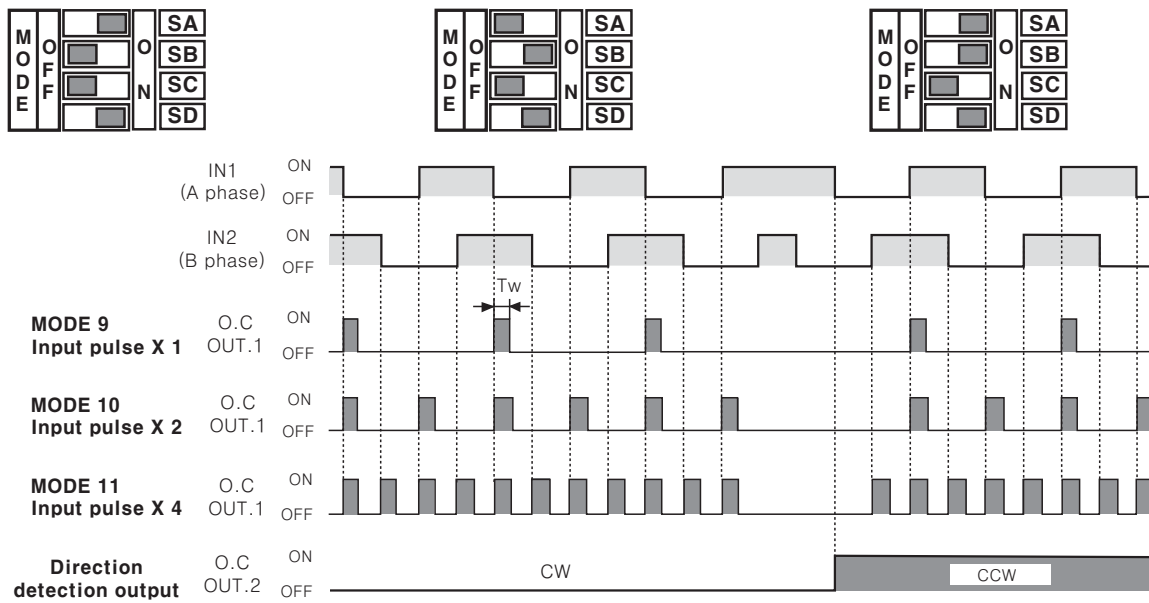 MODE OFF ON SA SB SC SD
MODE OFF ON SA SB SC SD
MODE OFF ON SA SB SC SD
IN1 (A phase) ON OFF
IN2 (B phase) ON OFF
Tw
MODE 9 Input pulse X 1 O.C OUT.1 ON OFF
MODE 10 Input pulse X 2 O.C OUT.1 ON OFF
MODE 11 Input pulse X 4 O.C OUT.1 ON OFF
Direction detection output O.C OUT.2 ON OFF CW CCW